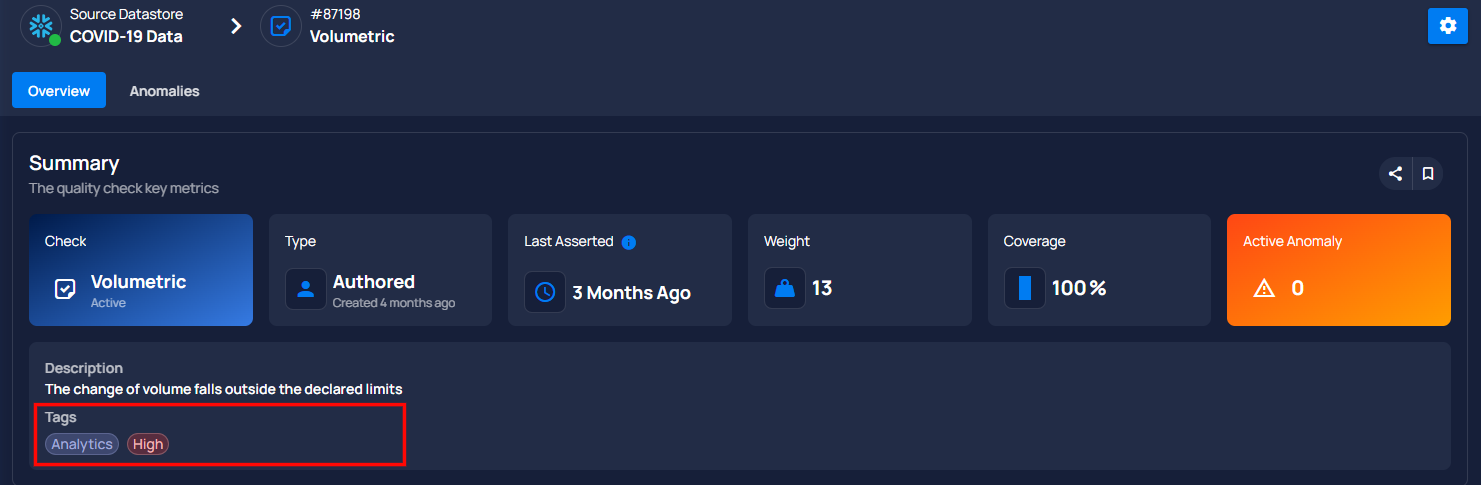 Source Datastore
COVID-19 Data
#87198
Volumetric
Overview
Anomalies
Summary
The quality check key metrics
Check
Volumetric
Active
Type
Authored
Created 4 months ago
Last Asserted
3 Months Ago
Weight
13
Coverage
100%
Active Anomaly
0
Description
The change of volume falls outside the declared limits
Tags
Analytics High